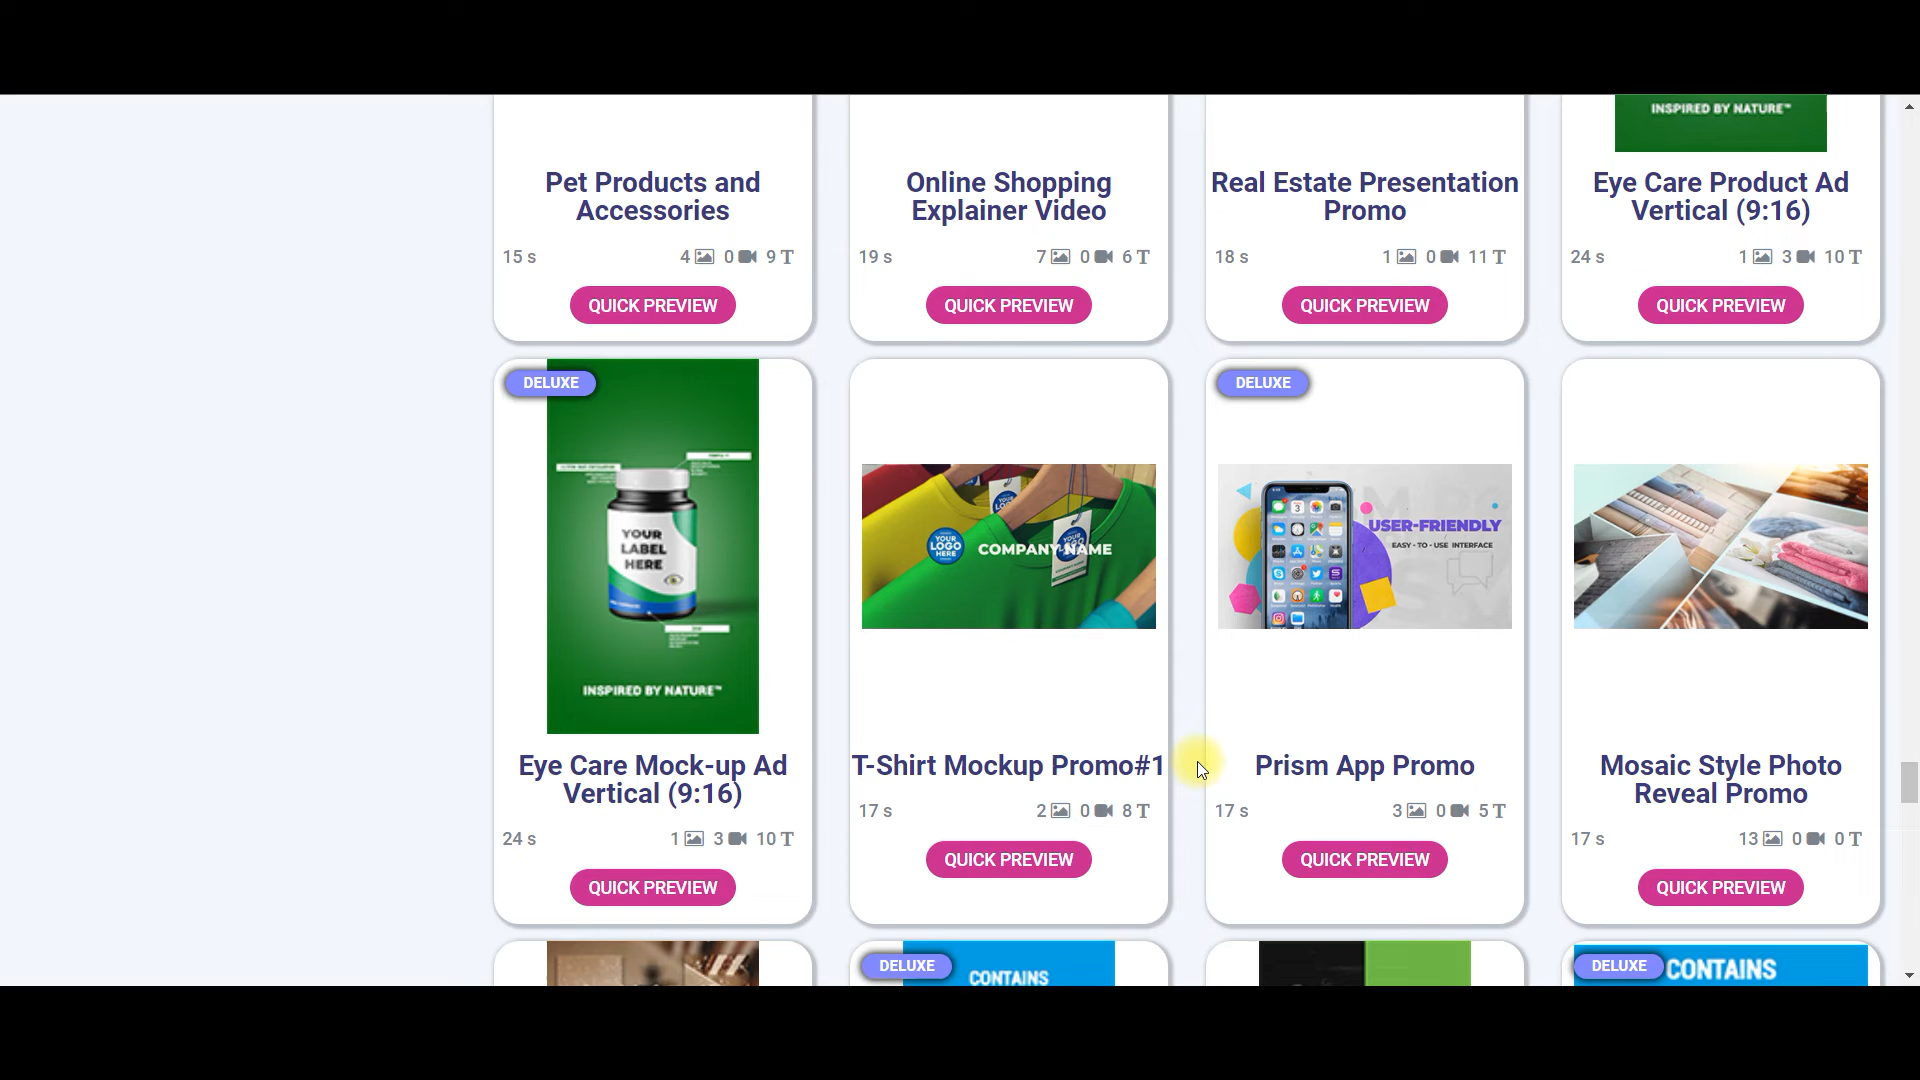 INSPIRED BY NATURE™
Pet Products and
Accessories
15 s 4 0 9 T
QUICK PREVIEW
Online Shopping
Explainer Video
19 s 7 0 6 T
QUICK PREVIEW
Real Estate Presentation
Promo
18 s 1 0 11 T
QUICK PREVIEW
Eye Care Product Ad
Vertical (9:16)
24 s 1 3 10 T
QUICK PREVIEW
DELUXE
YOUR
LABEL
HERE
INSPIRED BY NATURE™
Eye Care Mock-up Ad
Vertical (9:16)
24 s 1 3 10 T
QUICK PREVIEW
YOUR
LOGO
HERE
COMPANY NAME
T-Shirt Mockup Promo#1
17 s 2 0 8 T
QUICK PREVIEW
DELUXE
USER-FRIENDLY
EASY - TO - USE INTERFACE
Prism App Promo
17 s 3 0 5 T
QUICK PREVIEW
Mosaic Style Photo
Reveal Promo
17 s 13 0 0 T
QUICK PREVIEW
DELUXE
CONTAINS
DELUXE
CONTAINS